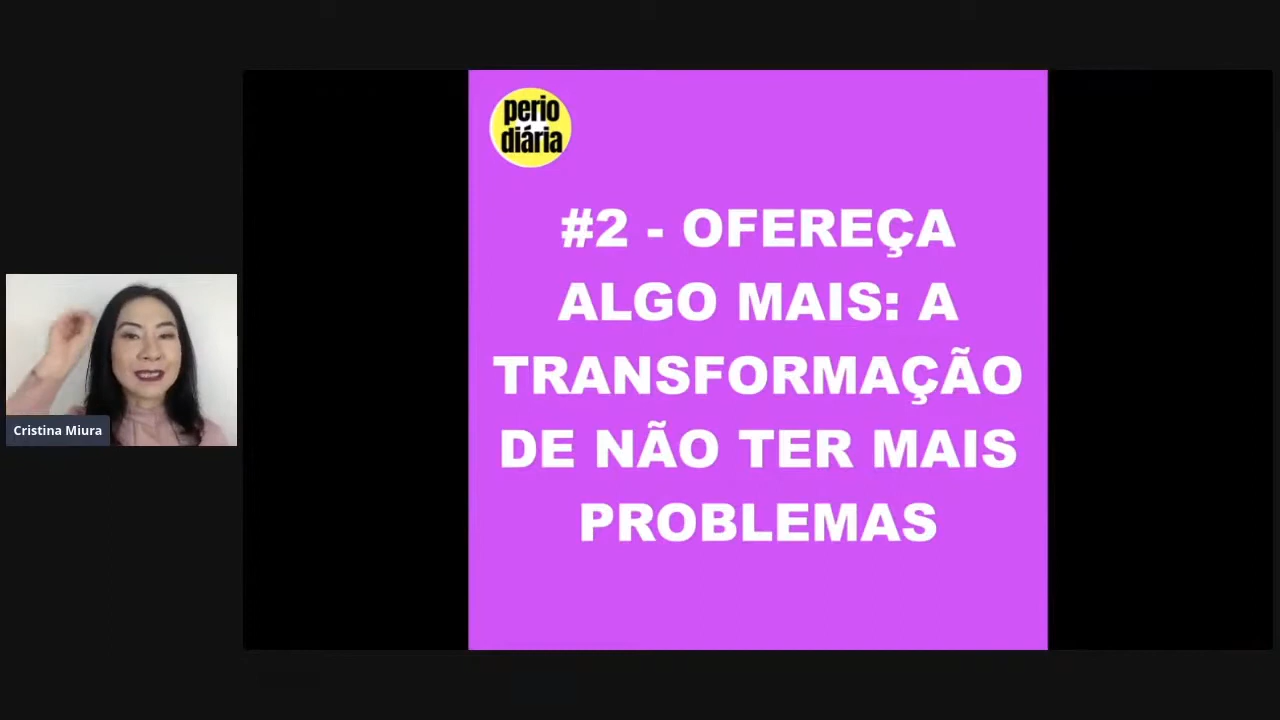 perio
diária
#2 - OFEREÇA
ALGO MAIS: A
TRANSFORMAÇÃO
DE NÃO TER MAIS
PROBLEMAS
Cristina Miura